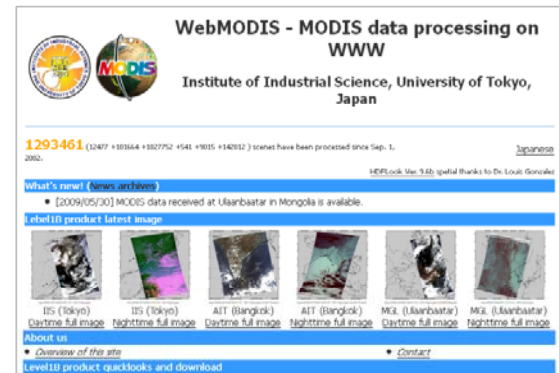 WebMODIS - MODIS data processing on
WWW
Institute of Industrial Science, University of Tokyo,
Japan
MODIS
1293461 (12477 +101664 +1027752 +541 +9015 +142012 ) scenes have been processed since Sep. 1,
2002.
Japanese
HDFLook Ver. 9.6b spetial thanks to Dr. Louis Gonzalez
What's new! (News archives)
• [2009/05/30] MODIS data received at Ulaanbaatar in Mongolia is available.
Lebel1B product latest image
IIS (Tokyo) IIS (Tokyo) AIT (Bangkok) AIT (Bangkok) MGL (Ulaanbaatar) MGL (Ulaanbaatar)
Daytime full image Nighttime full image Daytime full image Nighttime full image Daytime full image Nighttime full image
About us
• Overview of this site • Contact
Level1B product quicklooks and download